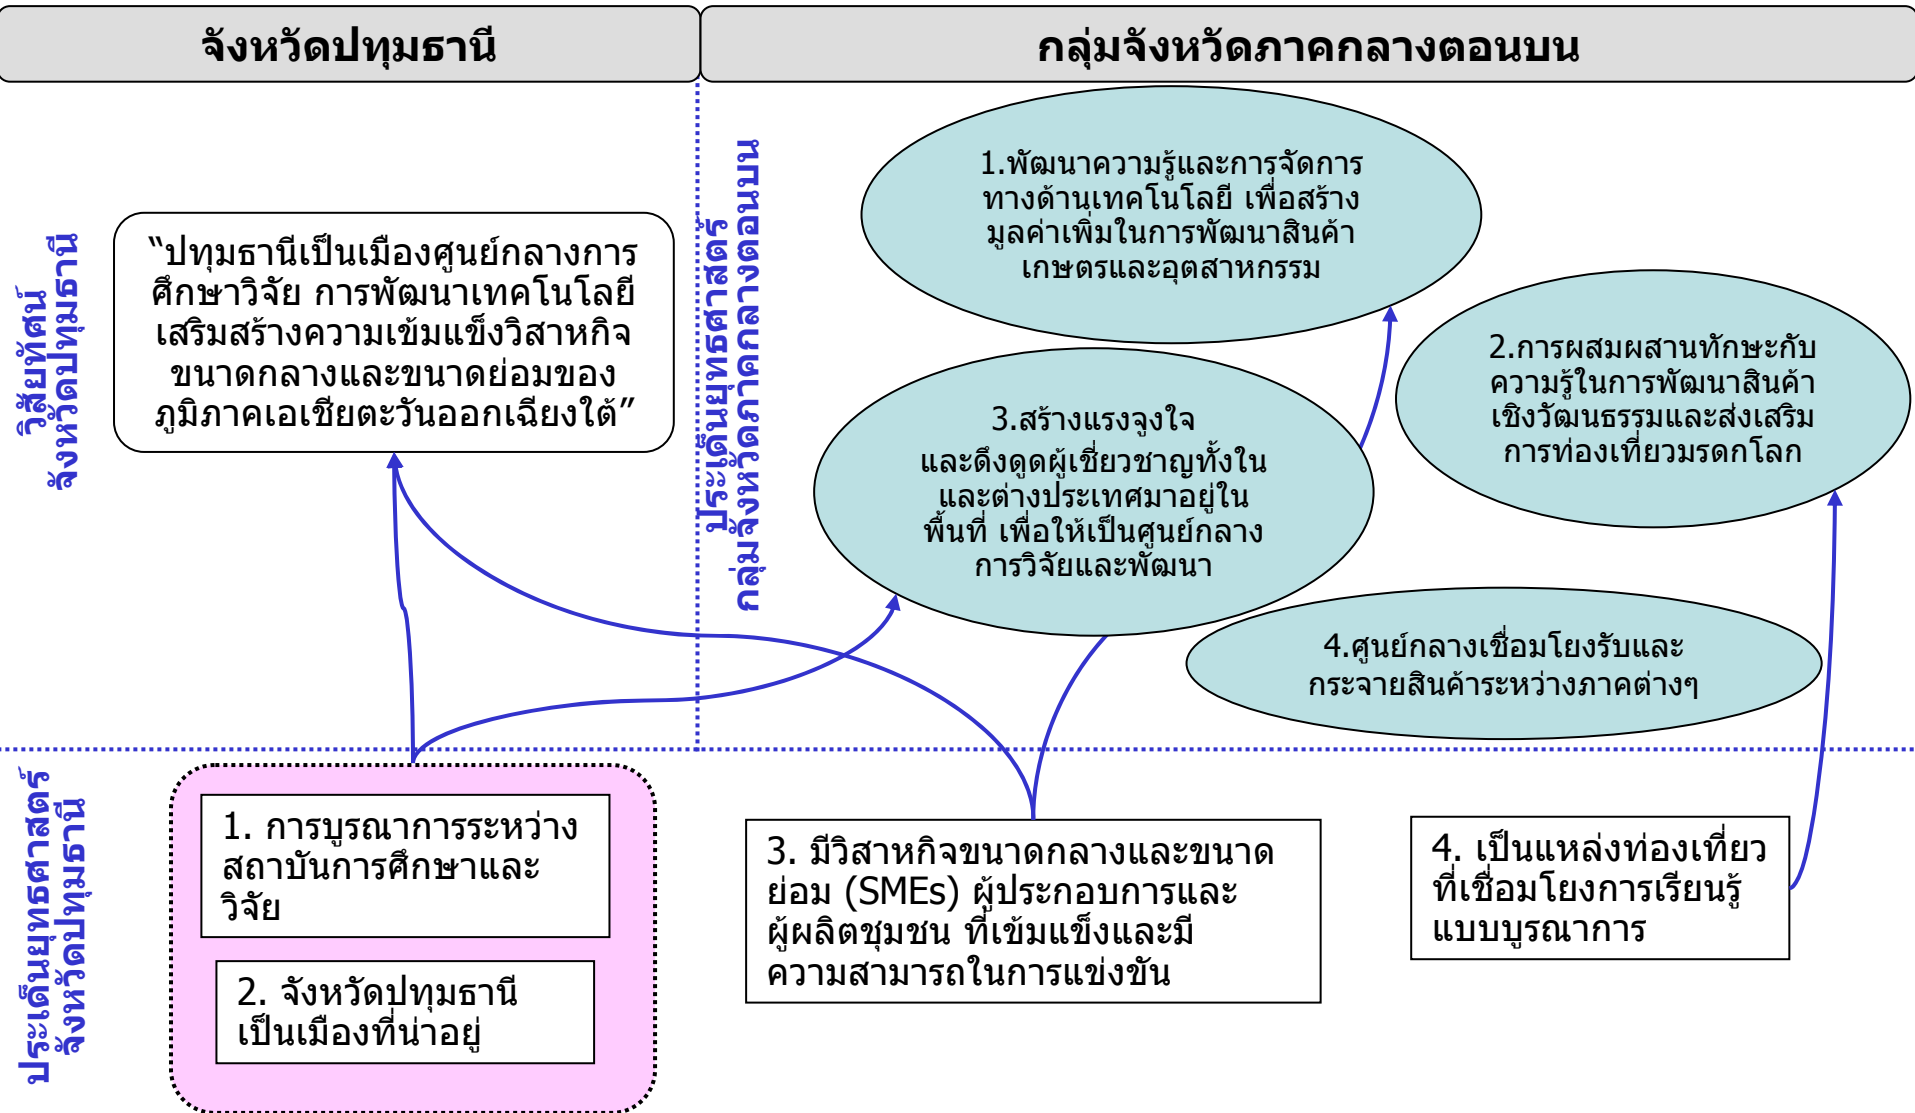 จังหวัดปทุมธานี
กลุ่มจังหวัดภาคกลางตอนบน
วิสัยทัศน์
จังหวัดปทุมธานี
“ปทุมธานีเป็นเมืองศูนย์กลางการ
ศึกษาวิจัย การพัฒนาเทคโนโลยี
เสริมสร้างความเข้มแข็งวิสาหกิจ
ขนาดกลางและขนาดย่อมของ
ภูมิภาคเอเชียตะวันออกเฉียงใต้”
ประเด็นยุทธศาสตร์
กลุ่มจังหวัดภาคกลางตอนบน
1.พัฒนาความรู้และการจัดการ
ทางด้านเทคโนโลยี เพื่อสร้าง
มูลค่าเพิ่มในการพัฒนาสินค้า
เกษตรและอุตสาหกรรม
2.การผสมผสานทักษะกับ
ความรู้ในการพัฒนาสินค้า
เชิงวัฒนธรรมและส่งเสริม
การท่องเที่ยวมรดกโลก
3.สร้างแรงจูงใจ
และดึงดูดผู้เชี่ยวชาญทั้งใน
และต่างประเทศมาอยู่ใน
พื้นที่ เพื่อให้เป็นศูนย์กลาง
การวิจัยและพัฒนา
4.ศูนย์กลางเชื่อมโยงรับและ
กระจายสินค้าระหว่างภาคต่างๆ
ประเด็นยุทธศาสตร์
จังหวัดปทุมธานี
1. การบูรณาการระหว่าง
สถาบันการศึกษาและ
วิจัย
2. จังหวัดปทุมธานี
เป็นเมืองที่น่าอยู่
3. มีวิสาหกิจขนาดกลางและขนาด
ย่อม (SMEs) ผู้ประกอบการและ
ผู้ผลิตชุมชน ที่เข้มแข็งและมี
ความสามารถในการแข่งขัน
4. เป็นแหล่งท่องเที่ยว
ที่เชื่อมโยงการเรียนรู้
แบบบูรณาการ